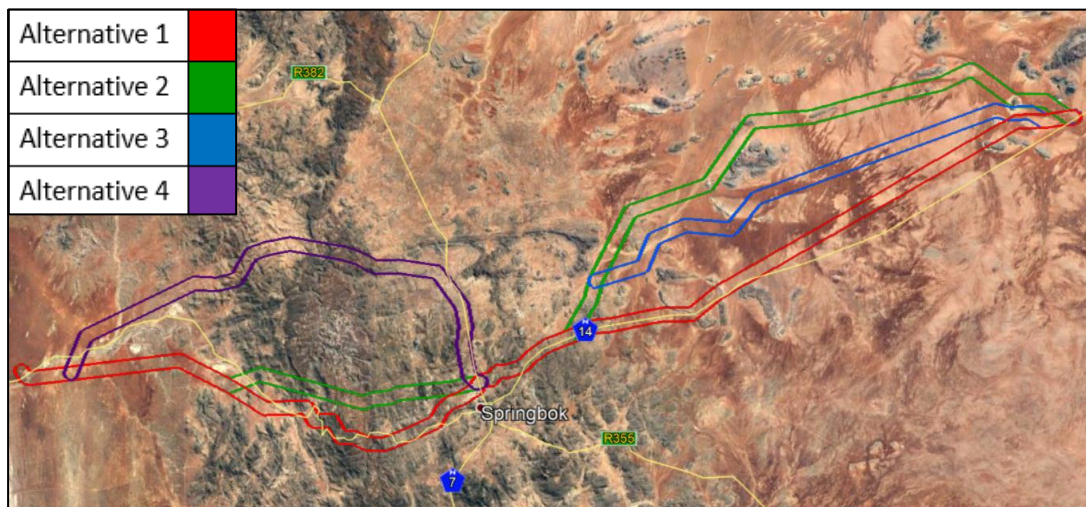 Alternative 1
Alternative 2
Alternative 3
Alternative 4
R382
N
14
Springbok
R355
N
7